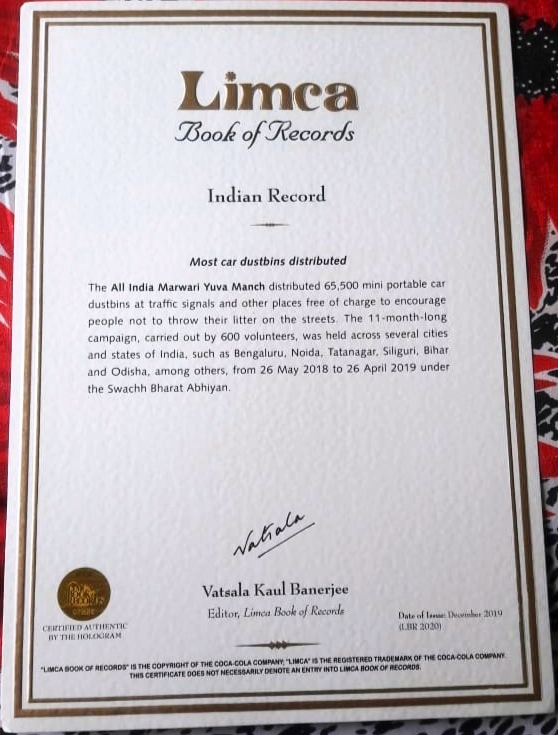 Limca
Book of Records
Indian Record
Most car dustbins distributed
The All India Marwari Yuva Manch distributed 65,500 mini portable car
dustbins at traffic signals and other places free of charge to encourage
people not to throw their litter on the streets. The 11-month-long
campaign, carried out by 600 volunteers, was held across several cities
and states of India, such as Bengaluru, Noida, Tatanagar, Siliguri, Bihar
and Odisha, among others, from 26 May 2018 to 26 April 2019 under
the Swachh Bharat Abhiyan.
Vatsala
Vatsala Kaul Banerjee
Editor, Limca Book of Records
Date of Issue: December 2019
(LBR 2020)
CERTIFIED AUTHENTIC
BY THE HOLOGRAM
"LIMCA BOOK OF RECORDS" IS THE COPYRIGHT OF THE COCA-COLA COMPANY, "LIMCA" IS THE REGISTERED TRADEMARK OF THE COCA-COLA COMPANY.
THIS CERTIFICATE DOES NOT NECESSARILY DENOTE AN ENTRY INTO LIMCA BOOK OF RECORDS.